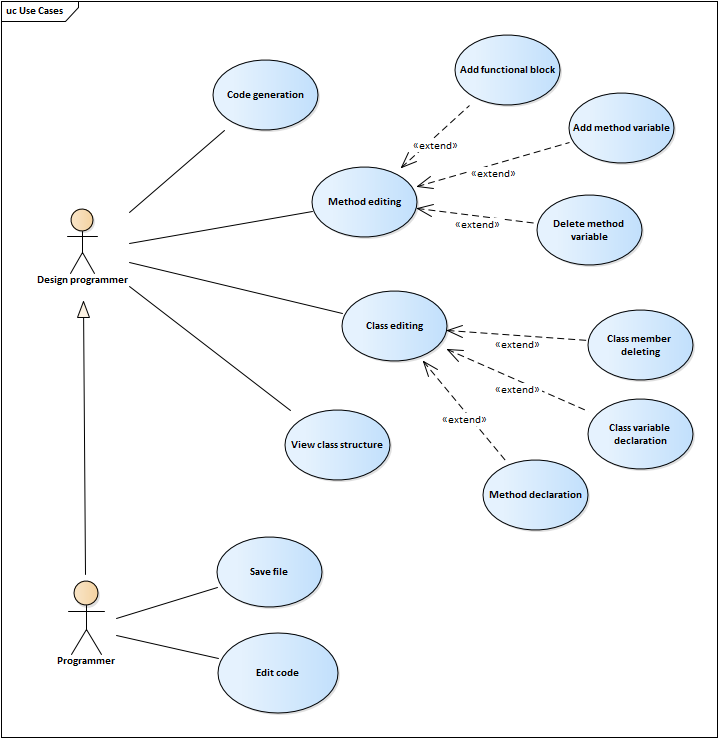 uc Use Cases
Add functional block
Code generation
«extend»
Add method variable
«extend»
Method editing
Delete method
variable
«extend»
Design programmer
Class editing
Class member
deleting
«extend»
«extend»
Class variable
declaration
«extend»
View class structure
Method declaration
Save file
Programmer
Edit code